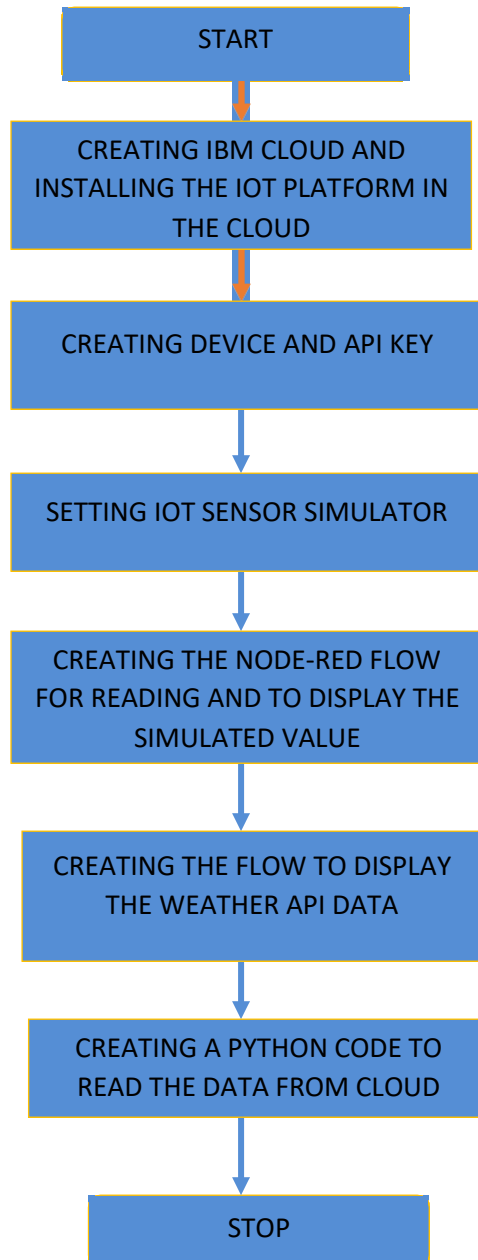 START
CREATING IBM CLOUD AND
INSTALLING THE IOT PLATFORM IN
THE CLOUD
CREATING DEVICE AND API KEY
SETTING IOT SENSOR SIMULATOR
CREATING THE NODE-RED FLOW
FOR READING AND TO DISPLAY THE
SIMULATED VALUE
CREATING THE FLOW TO DISPLAY
THE WEATHER API DATA
CREATING A PYTHON CODE TO
READ THE DATA FROM CLOUD
STOP